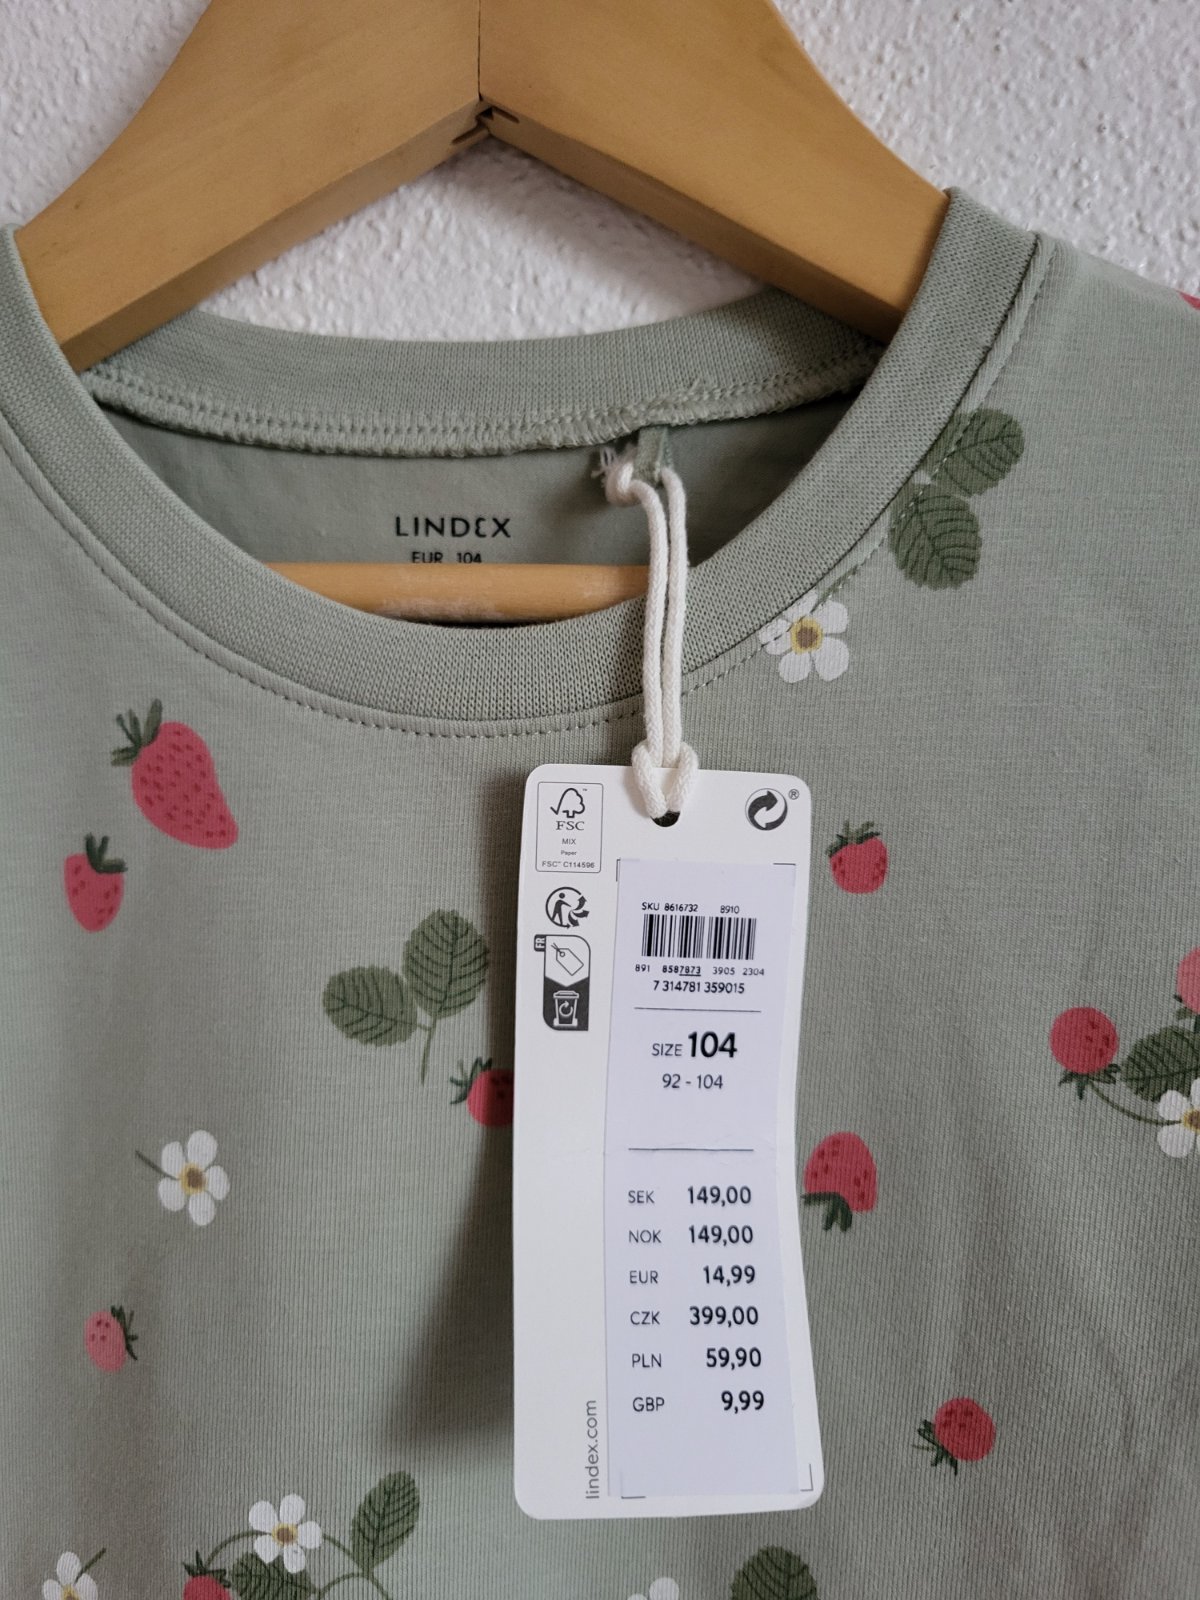 LINDEX
EUR 104
FSC
MIX
Paper
FSC™ C114596
®
FR
SKU 8616732 8910
891 8587873 3905 2304
7 314781 359015
SIZE 104
92 - 104
SEK 149,00
NOK 149,00
EUR 14,99
CZK 399,00
PLN 59,90
GBP 9,99
lindex.com